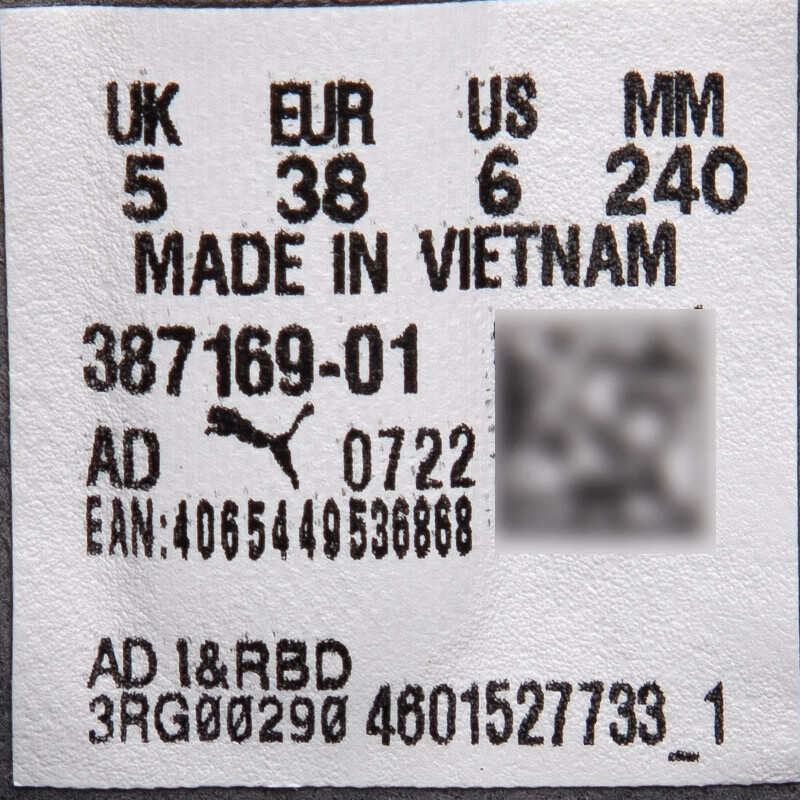 UK EUR US MM
5 38 6 240
MADE IN VIETNAM
387169-01
AD 0722
EAN:4065449536868
AD I&RBD
3RG00290 4601527733_1